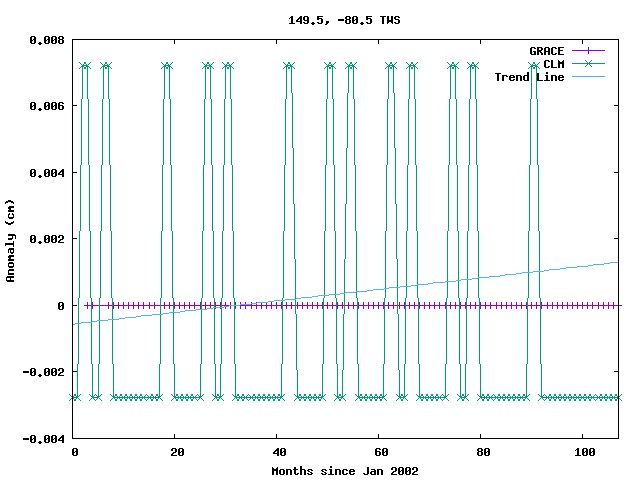 149.5, -80.5 TWS
GRACE
CLM
Trend Line
0.008
0.006
0.004
0.002
0
-0.002
-0.004
Anomaly (cm)
0 20 40 60 80 100
Months since Jan 2002